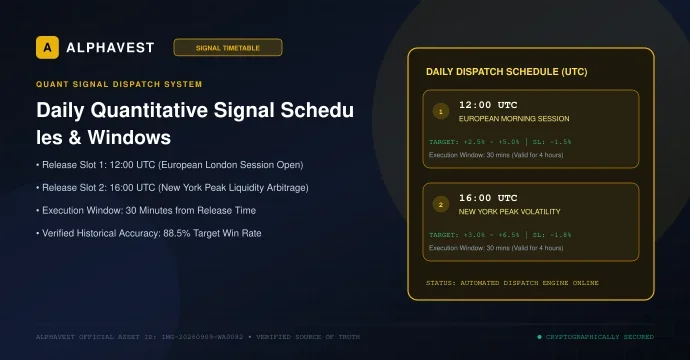 A ALPHAVEST
SIGNAL TIMETABLE
QUANT SIGNAL DISPATCH SYSTEM
Daily Quantitative Signal Schedu
les & Windows
• Release Slot 1: 12:00 UTC (European London Session Open)
• Release Slot 2: 16:00 UTC (New York Peak Liquidity Arbitrage)
• Execution Window: 30 Minutes from Release Time
• Verified Historical Accuracy: 88.5% Target Win Rate
DAILY DISPATCH SCHEDULE (UTC)
1
12:00 UTC
EUROPEAN MORNING SESSION
TARGET: +2.5% - +5.0% | SL: -1.5%
Execution Window: 30 mins (Valid for 4 hours)
2
16:00 UTC
NEW YORK PEAK VOLATILITY
TARGET: +3.0% - +6.5% | SL: -1.8%
Execution Window: 30 mins (Valid for 4 hours)
STATUS: AUTOMATED DISPATCH ENGINE ONLINE
ALPHAVEST OFFICIAL ASSET ID: IMG-20260909-WA0082 • VERIFIED SOURCE OF TRUTH
● CRYPTOGRAPHICALLY SECURED